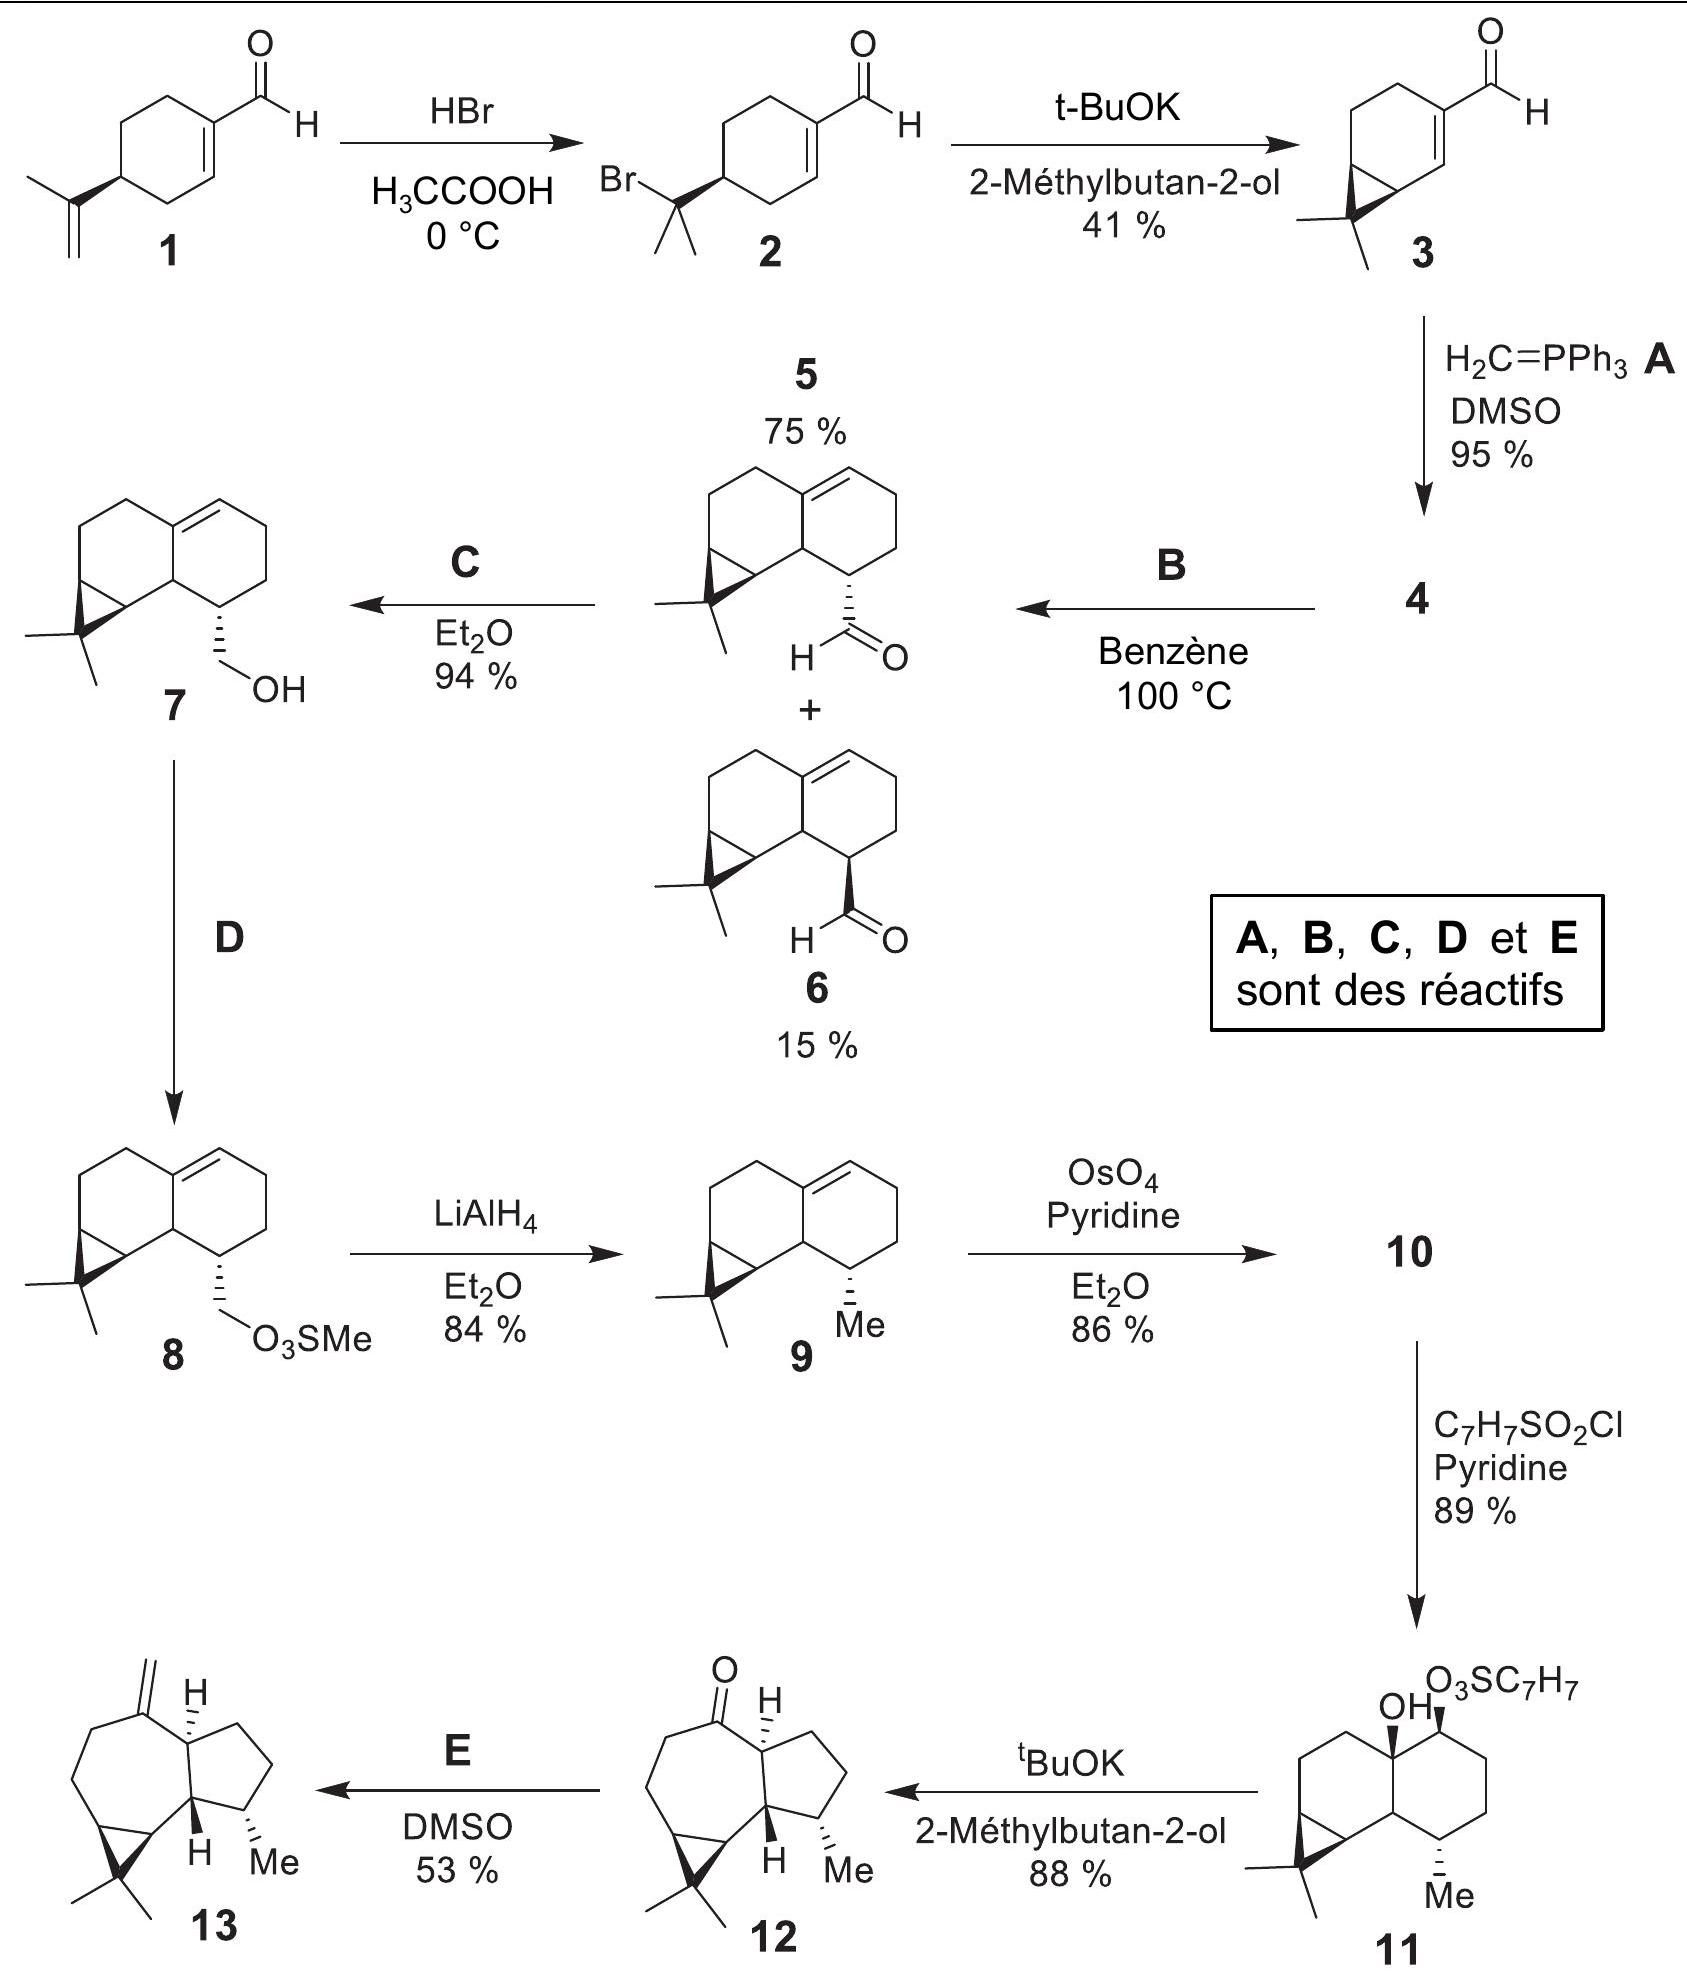 O
H
1
HBr
H₃CCOOH
0 °C
O
H
Br
2
t-BuOK
2-Méthylbutan-2-ol
41 %
O
H
3
H₂C=PPh₃ A
DMSO
95 %
4
B
Benzène
100 °C
5
75 %
H
O
+
H
O
6
15 %
C
Et₂O
94 %
OH
7
A, B, C, D et E
sont des réactifs
D
O₃SMe
8
LiAlH₄
Et₂O
84 %
Me
9
OsO₄
Pyridine
Et₂O
86 %
10
C₇H₇SO₂Cl
Pyridine
89 %
O₃SC₇H₇
OH
Me
11
ᵗBuOK
2-Méthylbutan-2-ol
88 %
O
H
H
Me
12
E
DMSO
53 %
H
H
Me
13